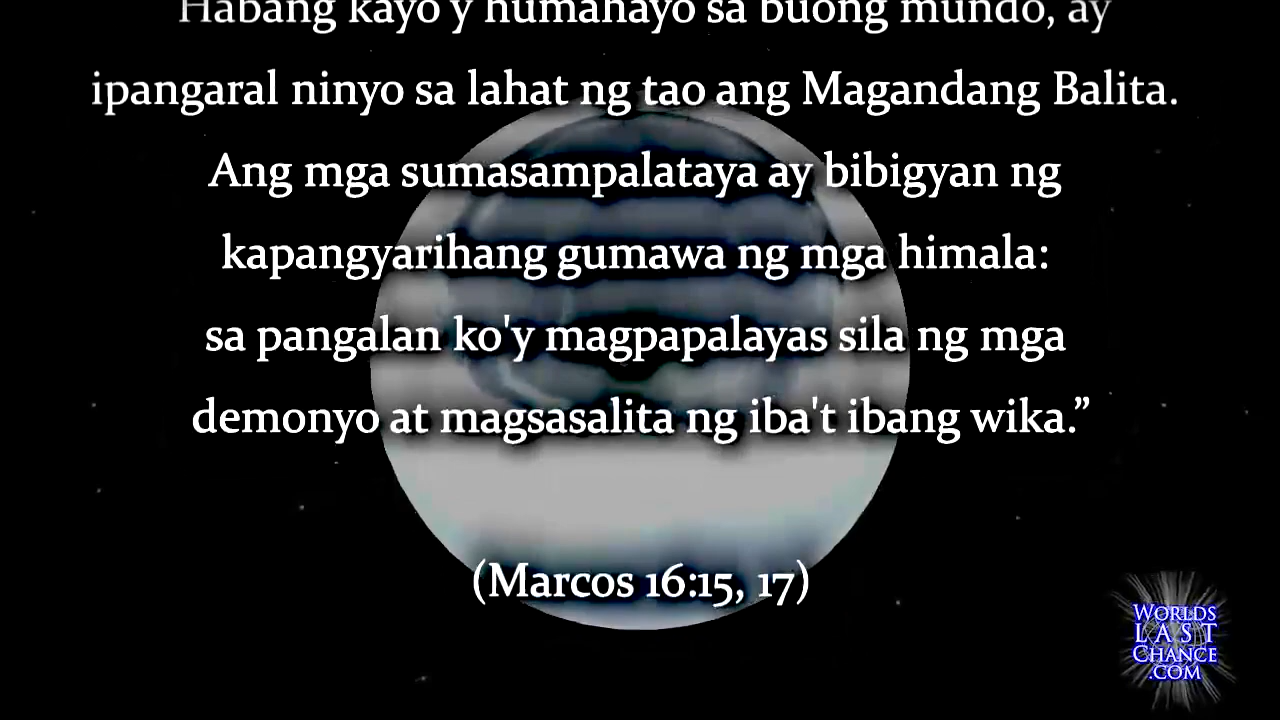 Habang kayo'y humahayo sa buong mundo, ay
ipangaral ninyo sa lahat ng tao ang Magandang Balita.
Ang mga sumasampalataya ay bibigyan ng
kapangyarihang gumawa ng mga himala:
sa pangalan ko'y magpapalayas sila ng mga
demonyo at magsasalita ng iba't ibang wika.”
(Marcos 16:15, 17)
WORLDS
LAST
CHANCE
.COM